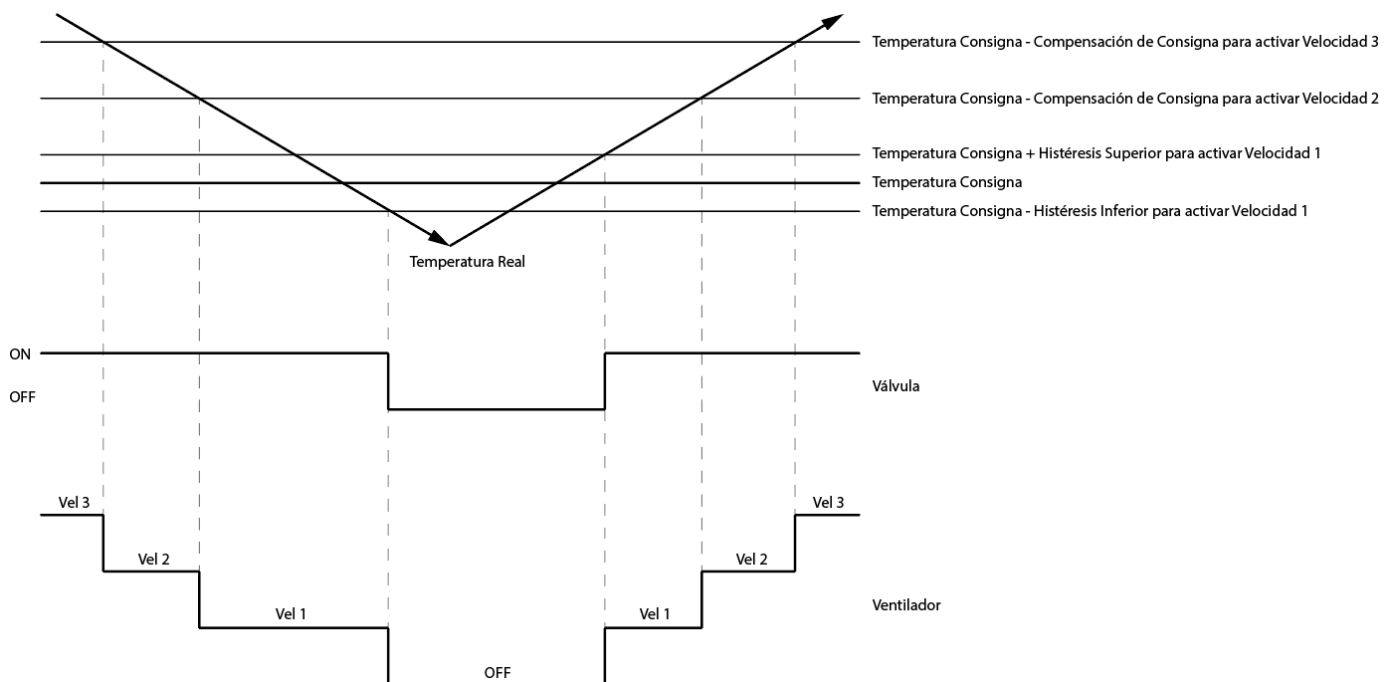 Temperatura Consigna - Compensación de Consigna para activar Velocidad 3
Temperatura Consigna - Compensación de Consigna para activar Velocidad 2
Temperatura Consigna + Histéresis Superior para activar Velocidad 1
Temperatura Consigna
Temperatura Consigna - Histéresis Inferior para activar Velocidad 1
Temperatura Real
ON
OFF
Válvula
Vel 3
Vel 3
Vel 2
Vel 2
Vel 1
Vel 1
Ventilador
OFF